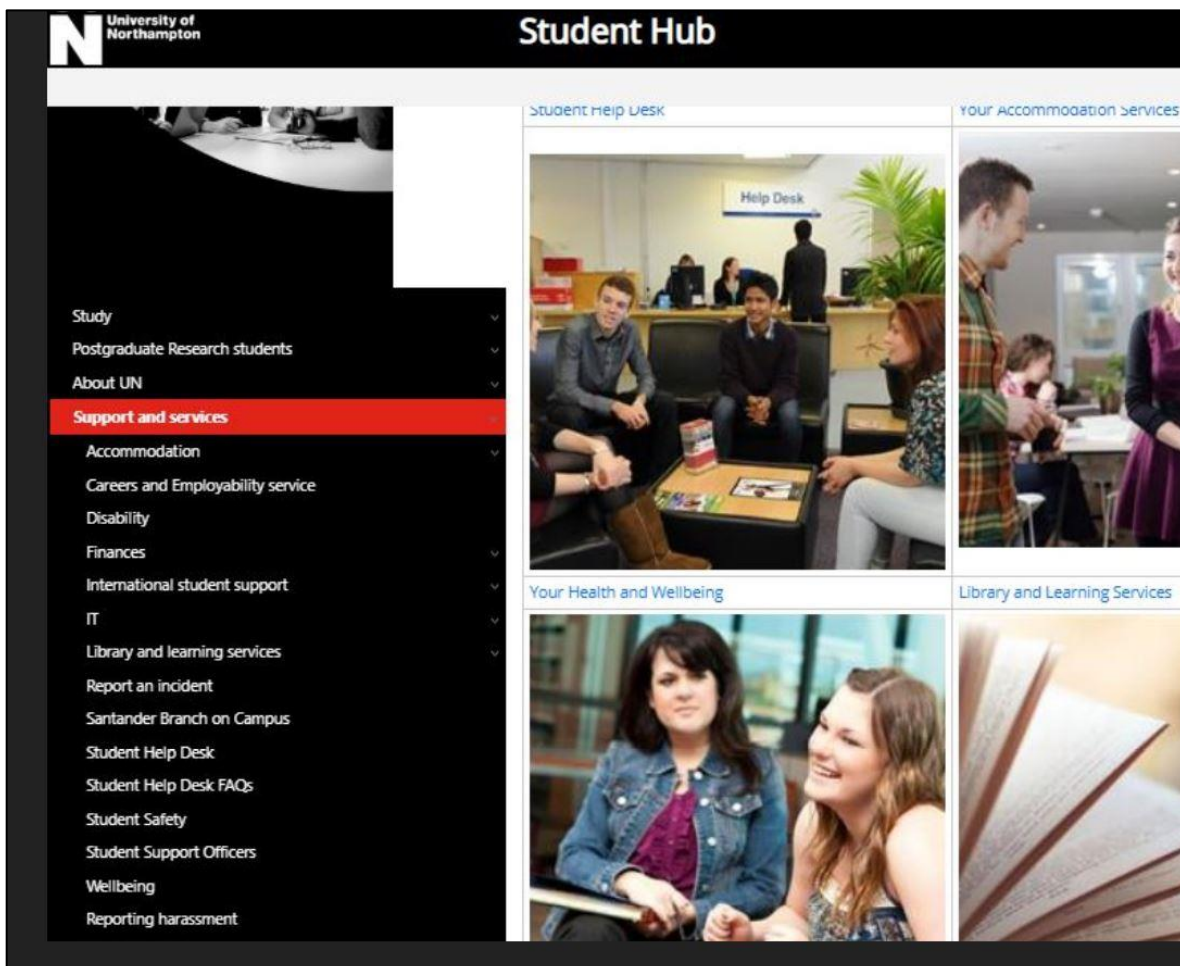 University of
Northampton
Student Hub
Student Help Desk
Your Accommodation Services
Help Desk
Study
Postgraduate Research students
About UN
Support and services
Accommodation
Careers and Employability service
Disability
Finances
International student support
IT
Library and learning services
Report an incident
Santander Branch on Campus
Student Help Desk
Student Help Desk FAQs
Student Safety
Student Support Officers
Wellbeing
Reporting harassment
Your Health and Wellbeing
Library and Learning Services